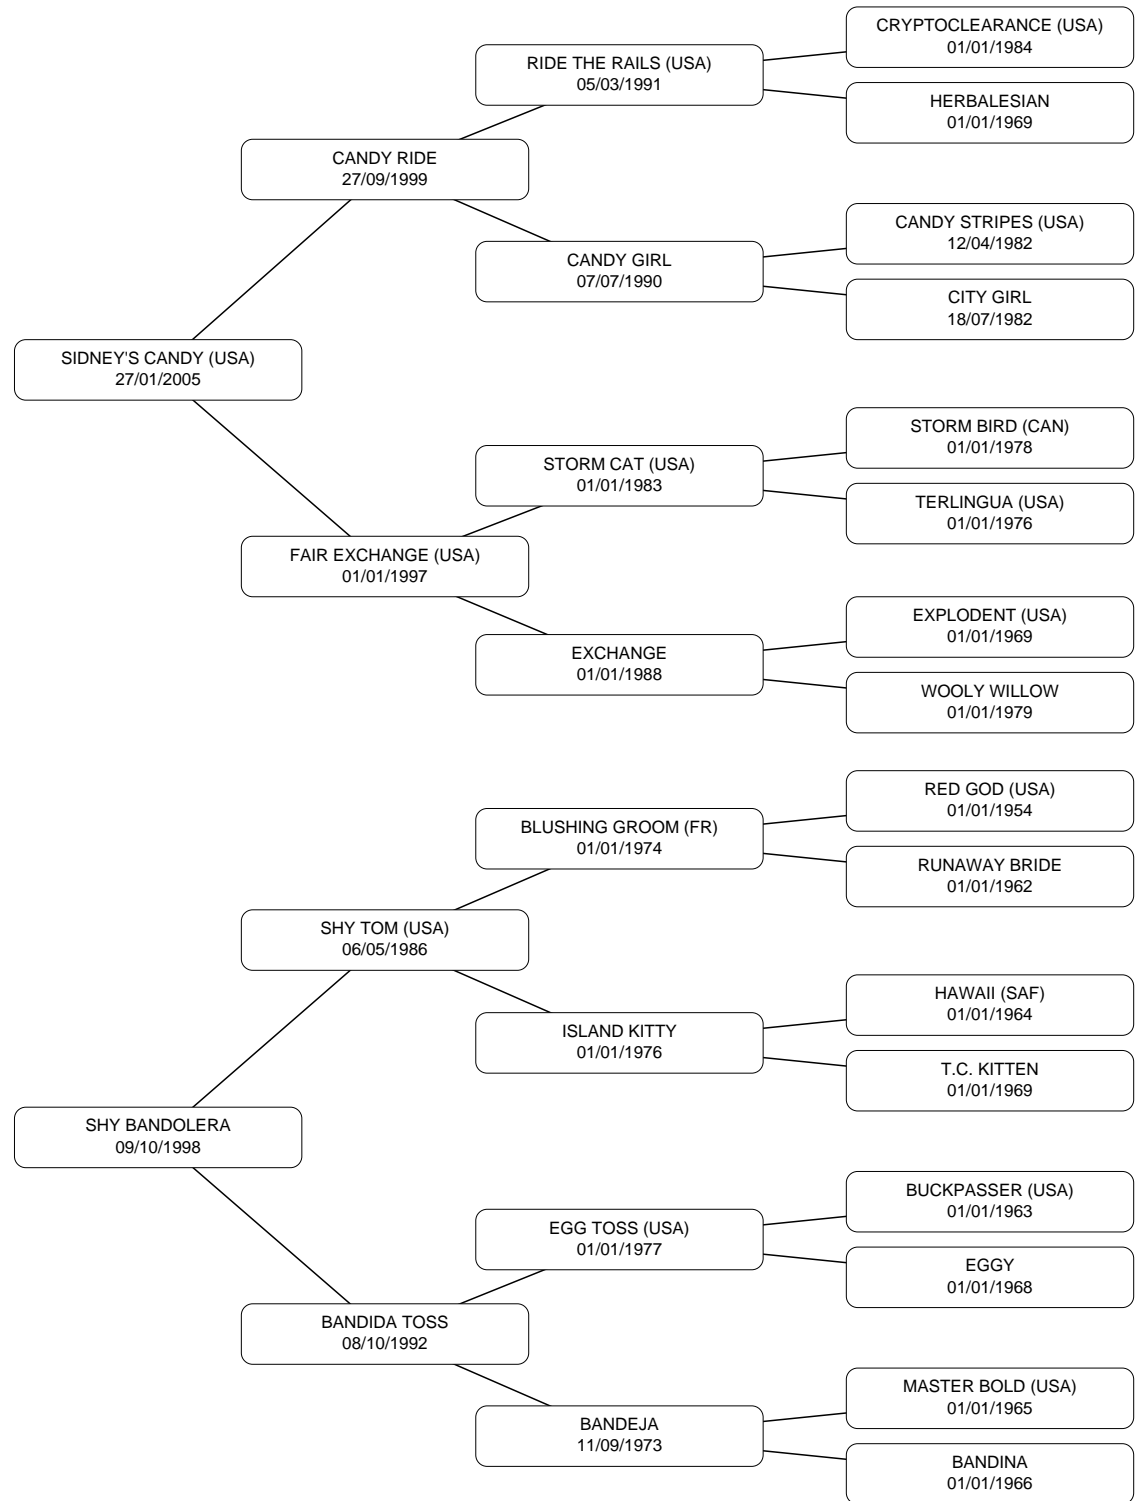 CRYPTOCLEARANCE (USA)
01/01/1984
RIDE THE RAILS (USA)
05/03/1991
HERBALESIAN
01/01/1969
CANDY RIDE
27/09/1999
CANDY STRIPES (USA)
12/04/1982
CANDY GIRL
07/07/1990
CITY GIRL
18/07/1982
SIDNEY'S CANDY (USA)
27/01/2005
STORM BIRD (CAN)
01/01/1978
STORM CAT (USA)
01/01/1983
TERLINGUA (USA)
01/01/1976
FAIR EXCHANGE (USA)
01/01/1997
EXPLODENT (USA)
01/01/1969
EXCHANGE
01/01/1988
WOOLY WILLOW
01/01/1979
RED GOD (USA)
01/01/1954
BLUSHING GROOM (FR)
01/01/1974
RUNAWAY BRIDE
01/01/1962
SHY TOM (USA)
06/05/1986
HAWAII (SAF)
01/01/1964
ISLAND KITTY
01/01/1976
T.C. KITTEN
01/01/1969
SHY BANDOLERA
09/10/1998
BUCKPASSER (USA)
01/01/1963
EGG TOSS (USA)
01/01/1977
EGGY
01/01/1968
BANDIDA TOSS
08/10/1992
MASTER BOLD (USA)
01/01/1965
BANDEJA
11/09/1973
BANDINA
01/01/1966